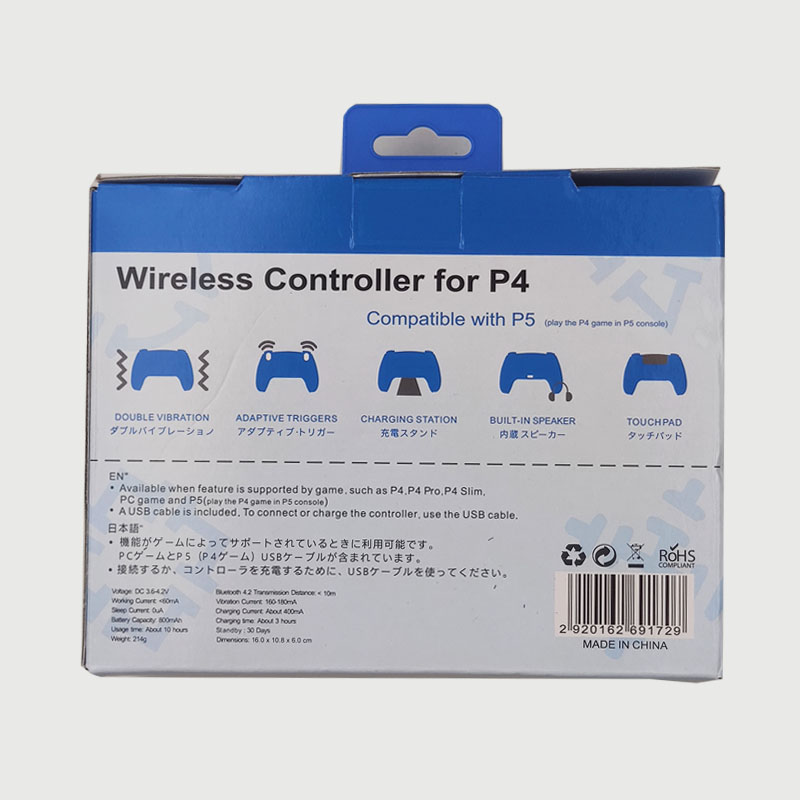 Wireless Controller for P4
Compatible with P5 (play the P4 game in P5 console)
DOUBLE VIBRATION
ダブルバイブレーション
ADAPTIVE TRIGGERS
アダプティブ·トリガー
CHARGING STATION
充電スタンド
BUILT-IN SPEAKER
内蔵スピーカー
TOUCHPAD
タッチパッド
EN"
• Available when feature is supported by game, such as P4,P4 Pro,P4 Slim,
PC game and P5(play the P4 game in P5 console)
• A USB cable is included. To connect or charge the controller, use the USB cable.
日本語"
• 機能がゲームによってサポートされているときに利用可能です。
PCゲームとP5（P4ゲーム）USBケーブルが含まれています。
• 接続するか、コントローラを充電するために、USBケーブルを使ってください。
Voltage: DC 3.6-4.2V
Working Current: <60mA
Sleep Current: 0uA
Battery Capacity: 800mAh
Usage time: About 10 hours
Weight: 214g
Bluetooth 4.2 Transmission Distance: < 10m
Vibration Current: 160-180mA
Charging Current: About 400mA
Charging time: About 3 hours
Standby: 30 Days
Dimensions: 16.0 x 10.8 x 6.0 cm
RoHS
COMPLIANT
2 920162 691729
MADE IN CHINA